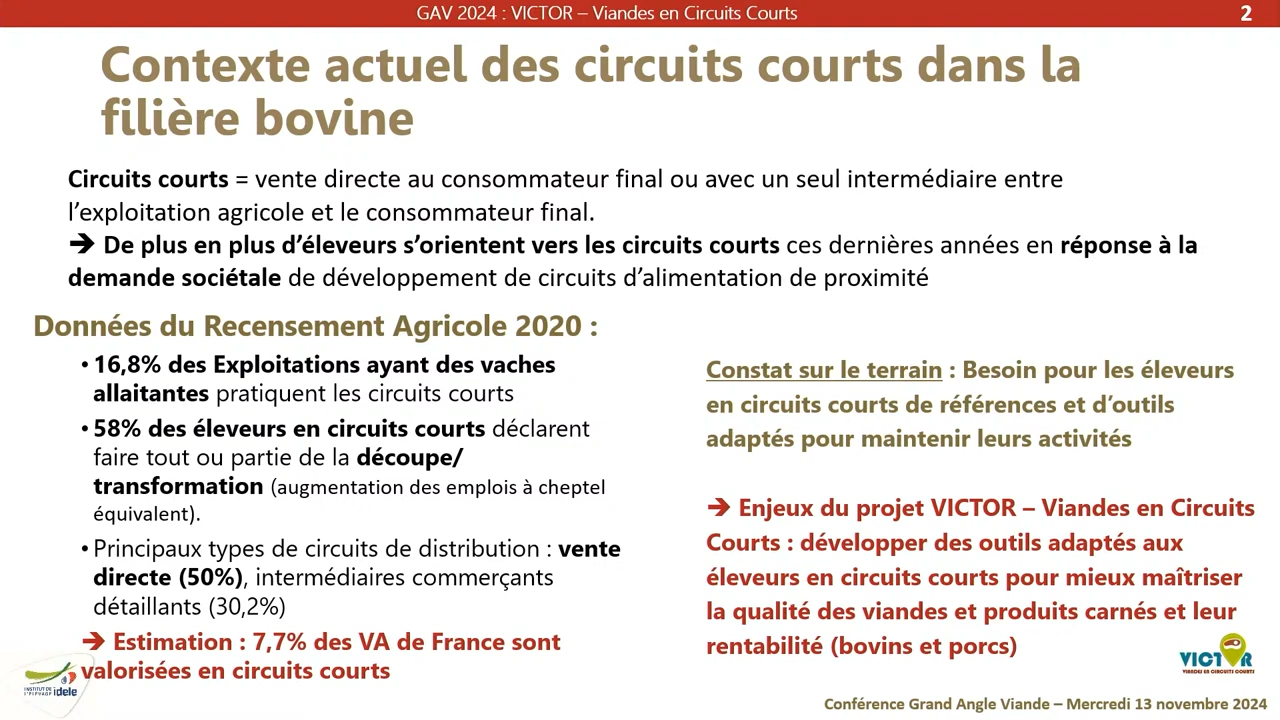 GAV 2024 : VICTOR – Viandes en Circuits Courts
2
Contexte actuel des circuits courts dans la
filière bovine
Circuits courts = vente directe au consommateur final ou avec un seul intermédiaire entre
l'exploitation agricole et le consommateur final.
➔ De plus en plus d'éleveurs s'orientent vers les circuits courts ces dernières années en réponse à la
demande sociétale de développement de circuits d'alimentation de proximité
Données du Recensement Agricole 2020 :
• 16,8% des Exploitations ayant des vaches
allaitantes pratiquent les circuits courts
• 58% des éleveurs en circuits courts déclarent
faire tout ou partie de la découpe/
transformation (augmentation des emplois à cheptel
équivalent).
• Principaux types de circuits de distribution : vente
directe (50%), intermédiaires commerçants
détaillants (30,2%)
➔ Estimation : 7,7% des VA de France sont
valorisées en circuits courts
Constat sur le terrain : Besoin pour les éleveurs
en circuits courts de références et d'outils
adaptés pour maintenir leurs activités
➔ Enjeux du projet VICTOR – Viandes en Circuits
Courts : développer des outils adaptés aux
éleveurs en circuits courts pour mieux maîtriser
la qualité des viandes et produits carnés et leur
rentabilité (bovins et porcs)
INSTITUT DE
L'ÉLEVAGE idele
VICTOR
VIANDES EN CIRCUITS COURTS
Conférence Grand Angle Viande – Mercredi 13 novembre 2024